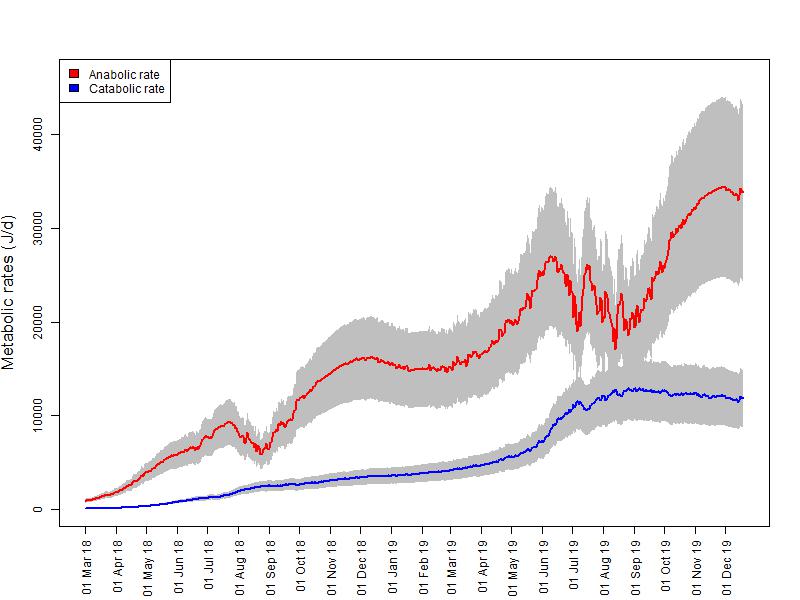 Anabolic rate
Catabolic rate
Metabolic rates (J/d)
40000
30000
20000
10000
0
01 Mar 18
01 Apr 18
01 May 18
01 Jun 18
01 Jul 18
01 Aug 18
01 Sep 18
01 Oct 18
01 Nov 18
01 Dec 18
01 Jan 19
01 Feb 19
01 Mar 19
01 Apr 19
01 May 19
01 Jun 19
01 Jul 19
01 Aug 19
01 Sep 19
01 Oct 19
01 Nov 19
01 Dec 19